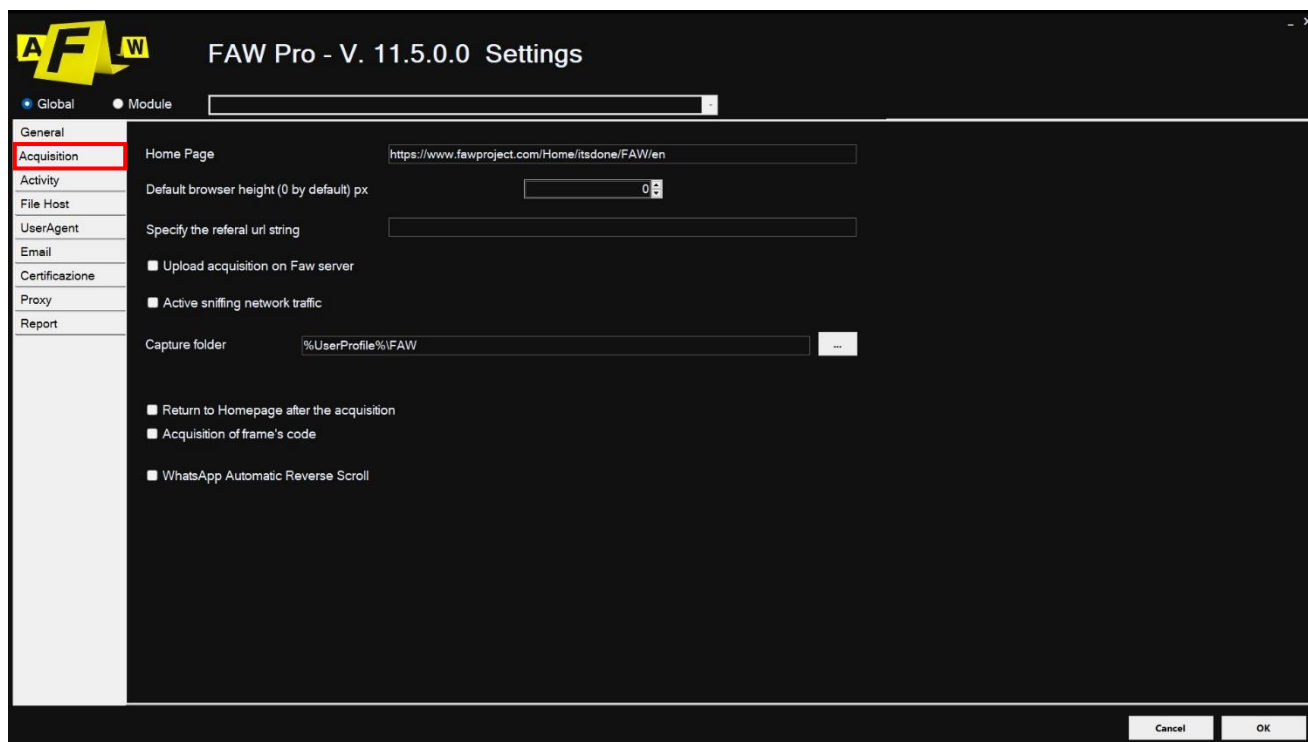 A F W
FAW Pro - V. 11.5.0.0 Settings
Global Module
General
Acquisition
Activity
File Host
UserAgent
Email
Certificazione
Proxy
Report
Home Page https://www.fawproject.com/Home/itsdone/FAW/en
Default browser height (0 by default) px 0
Specify the referal url string
Upload acquisition on Faw server
Active sniffing network traffic
Capture folder %UserProfile%\FAW ...
Return to Homepage after the acquisition
Acquisition of frame's code
WhatsApp Automatic Reverse Scroll
Cancel OK